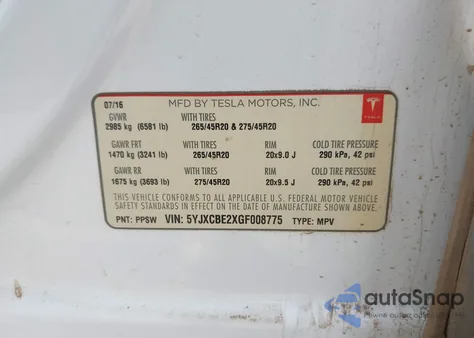 07/16 MFD BY TESLA MOTORS, INC.
TESLA
GVWR WITH TIRES
2985 kg (6581 lb) 265/45R20 & 275/45R20
GAWR FRT WITH TIRES RIM COLD TIRE PRESSURE
1470 kg (3241 lb) 265/45R20 20x9.0 J 290 kPa, 42 psi
GAWR RR WITH TIRES RIM COLD TIRE PRESSURE
1675 kg (3693 lb) 275/45R20 20x9.5 J 290 kPa, 42 psi
THIS VEHICLE CONFORMS TO ALL APPLICABLE U.S. FEDERAL MOTOR VEHICLE
SAFETY STANDARDS IN EFFECT ON THE DATE OF MANUFACTURE SHOWN ABOVE.
PNT: PPSW VIN: 5YJXCBE2XGF008775 TYPE: MPV
autoSnap